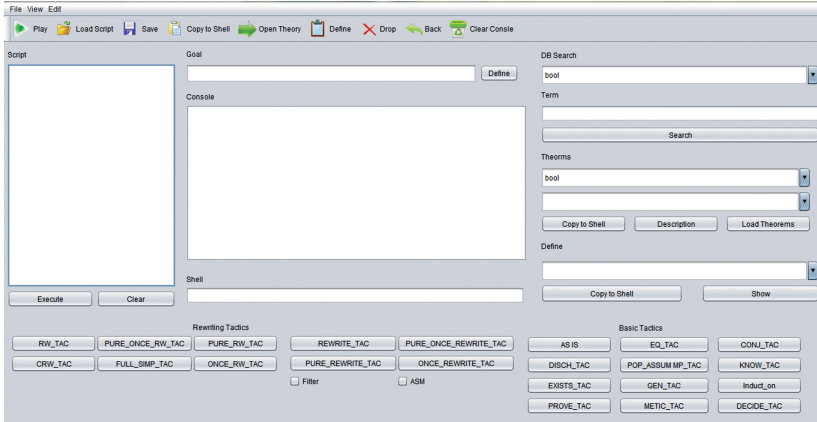 File View Edit
Play Load Script Save Copy to Shell Open Theory Define Drop Back Clear Consle
Script
Goal
Define
Console
Shell
Execute Clear
DB Search
bool
Term
Search
Theorms
bool
Copy to Shell Description Load Theorems
Define
Copy to Shell Show
Rewriting Tactics
RW_TAC PURE_ONCE_RW_TAC PURE_RW_TAC REWRITE_TAC PURE_ONCE_REWRITE_TAC
CRW_TAC FULL_SIMP_TAC ONCE_RW_TAC PURE_REWRITE_TAC ONCE_REWRITE_TAC
Filter ASM
Basic Tactics
AS IS EQ_TAC CONJ_TAC
DISCH_TAC POP_ASSUM MP_TAC KNOW_TAC
EXISTS_TAC GEN_TAC Induct_on
PROVE_TAC METIC_TAC DECIDE_TAC